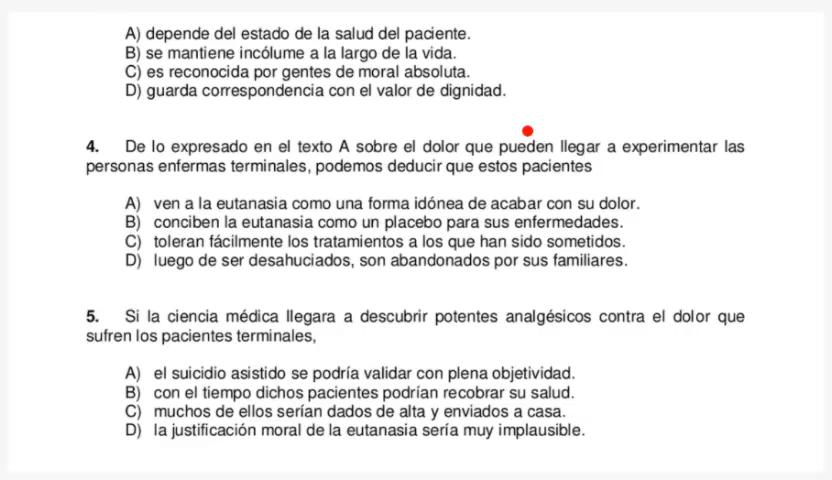 A) depende del estado de la salud del paciente.
B) se mantiene incólume a la largo de la vida.
C) es reconocida por gentes de moral absoluta.
D) guarda correspondencia con el valor de dignidad.
4. De lo expresado en el texto A sobre el dolor que pueden llegar a experimentar las
personas enfermas terminales, podemos deducir que estos pacientes
A) ven a la eutanasia como una forma idónea de acabar con su dolor.
B) conciben la eutanasia como un placebo para sus enfermedades.
C) toleran fácilmente los tratamientos a los que han sido sometidos.
D) luego de ser desahuciados, son abandonados por sus familiares.
5. Si la ciencia médica llegara a descubrir potentes analgésicos contra el dolor que
sufren los pacientes terminales,
A) el suicidio asistido se podría validar con plena objetividad.
B) con el tiempo dichos pacientes podrían recobrar su salud.
C) muchos de ellos serían dados de alta y enviados a casa.
D) la justificación moral de la eutanasia sería muy implausible.